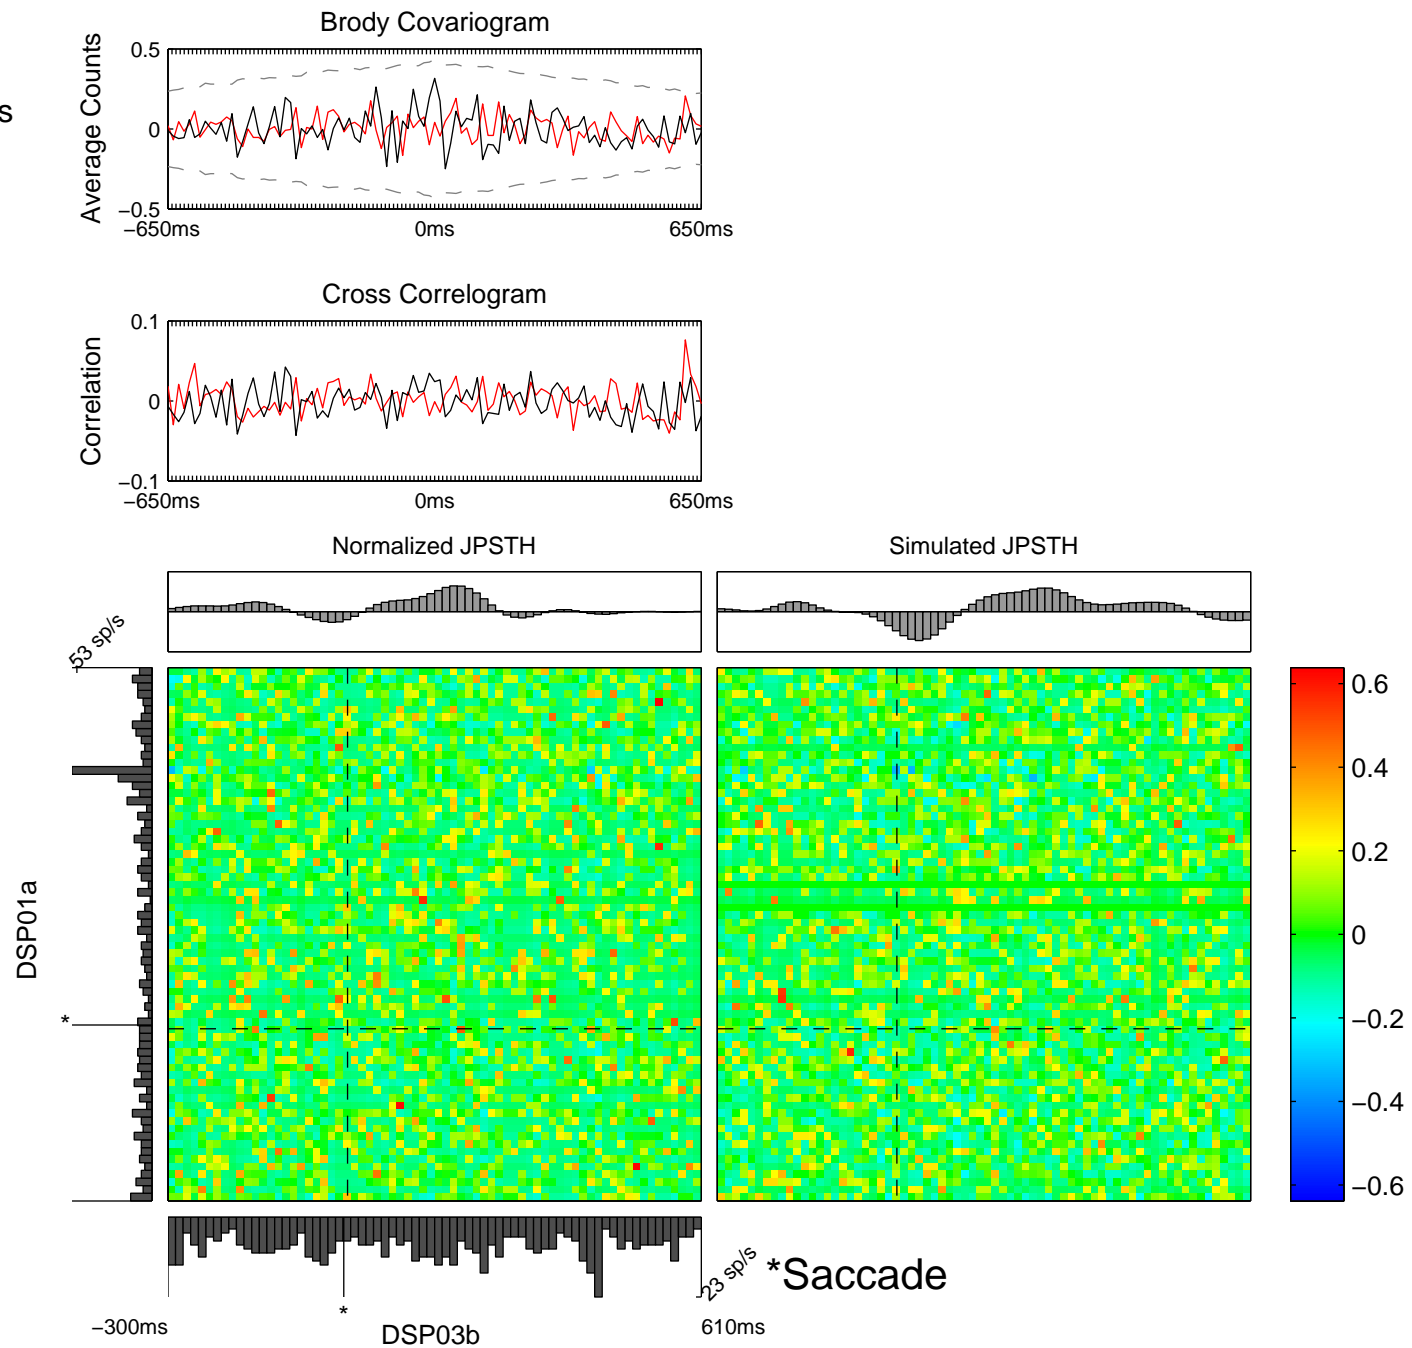 Brody Covariogram
Average Counts
0.5
0
−0.5
−650ms 0ms 650ms
s
Cross Correlogram
Correlation
0.1
0
−0.1
−650ms 0ms 650ms
Normalized JPSTH
Simulated JPSTH
53 sp/s
DSP01a
*
0.6
0.4
0.2
0
−0.2
−0.4
−0.6
23 sp/s
*Saccade
*
−300ms
DSP03b
610ms